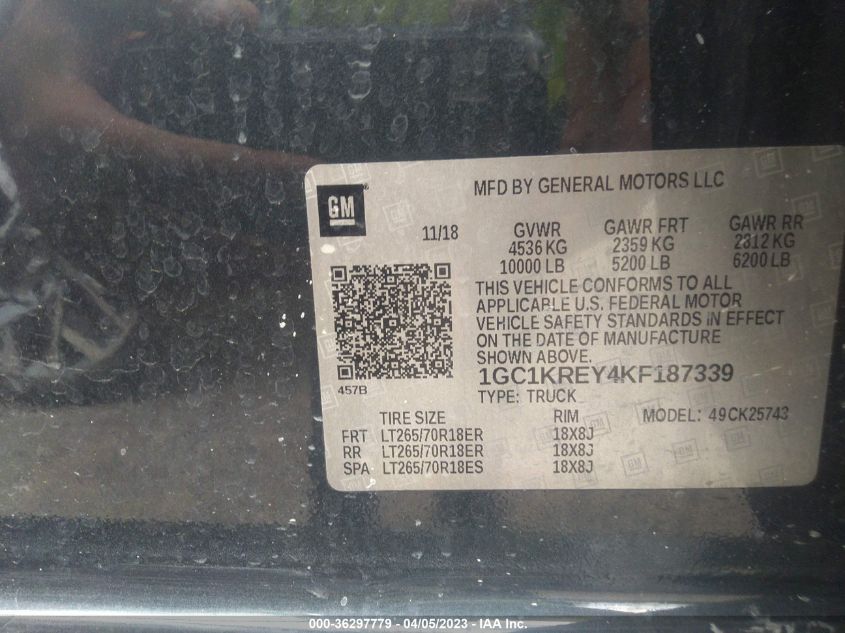 GM
MFD BY GENERAL MOTORS LLC
11/18
GVWR GAWR FRT GAWR RR
4536 KG 2359 KG 2812 KG
10000 LB 5200 LB 6200 LB
THIS VEHICLE CONFORMS TO ALL
APPLICABLE U.S. FEDERAL MOTOR
VEHICLE SAFETY STANDARDS IN EFFECT
ON THE DATE OF MANUFACTURE
SHOWN ABOVE.
457B
1GC1KREY4KF187339
TYPE: TRUCK
TIRE SIZE RIM MODEL: 49CK25743
FRT LT265/70R18ER 18X8J
RR LT265/70R18ER 18X8J
SPA LT265/70R18ES 18X8J
000-36297779 - 04/05/2023 - IAA Inc.